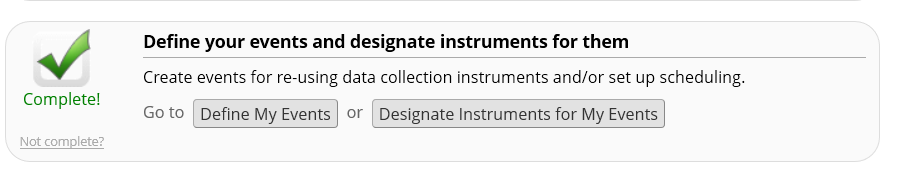 Define your events and designate instruments for them
Create events for re-using data collection instruments and/or set up scheduling.
Complete!
Go to Define My Events or Designate Instruments for My Events
Not complete?